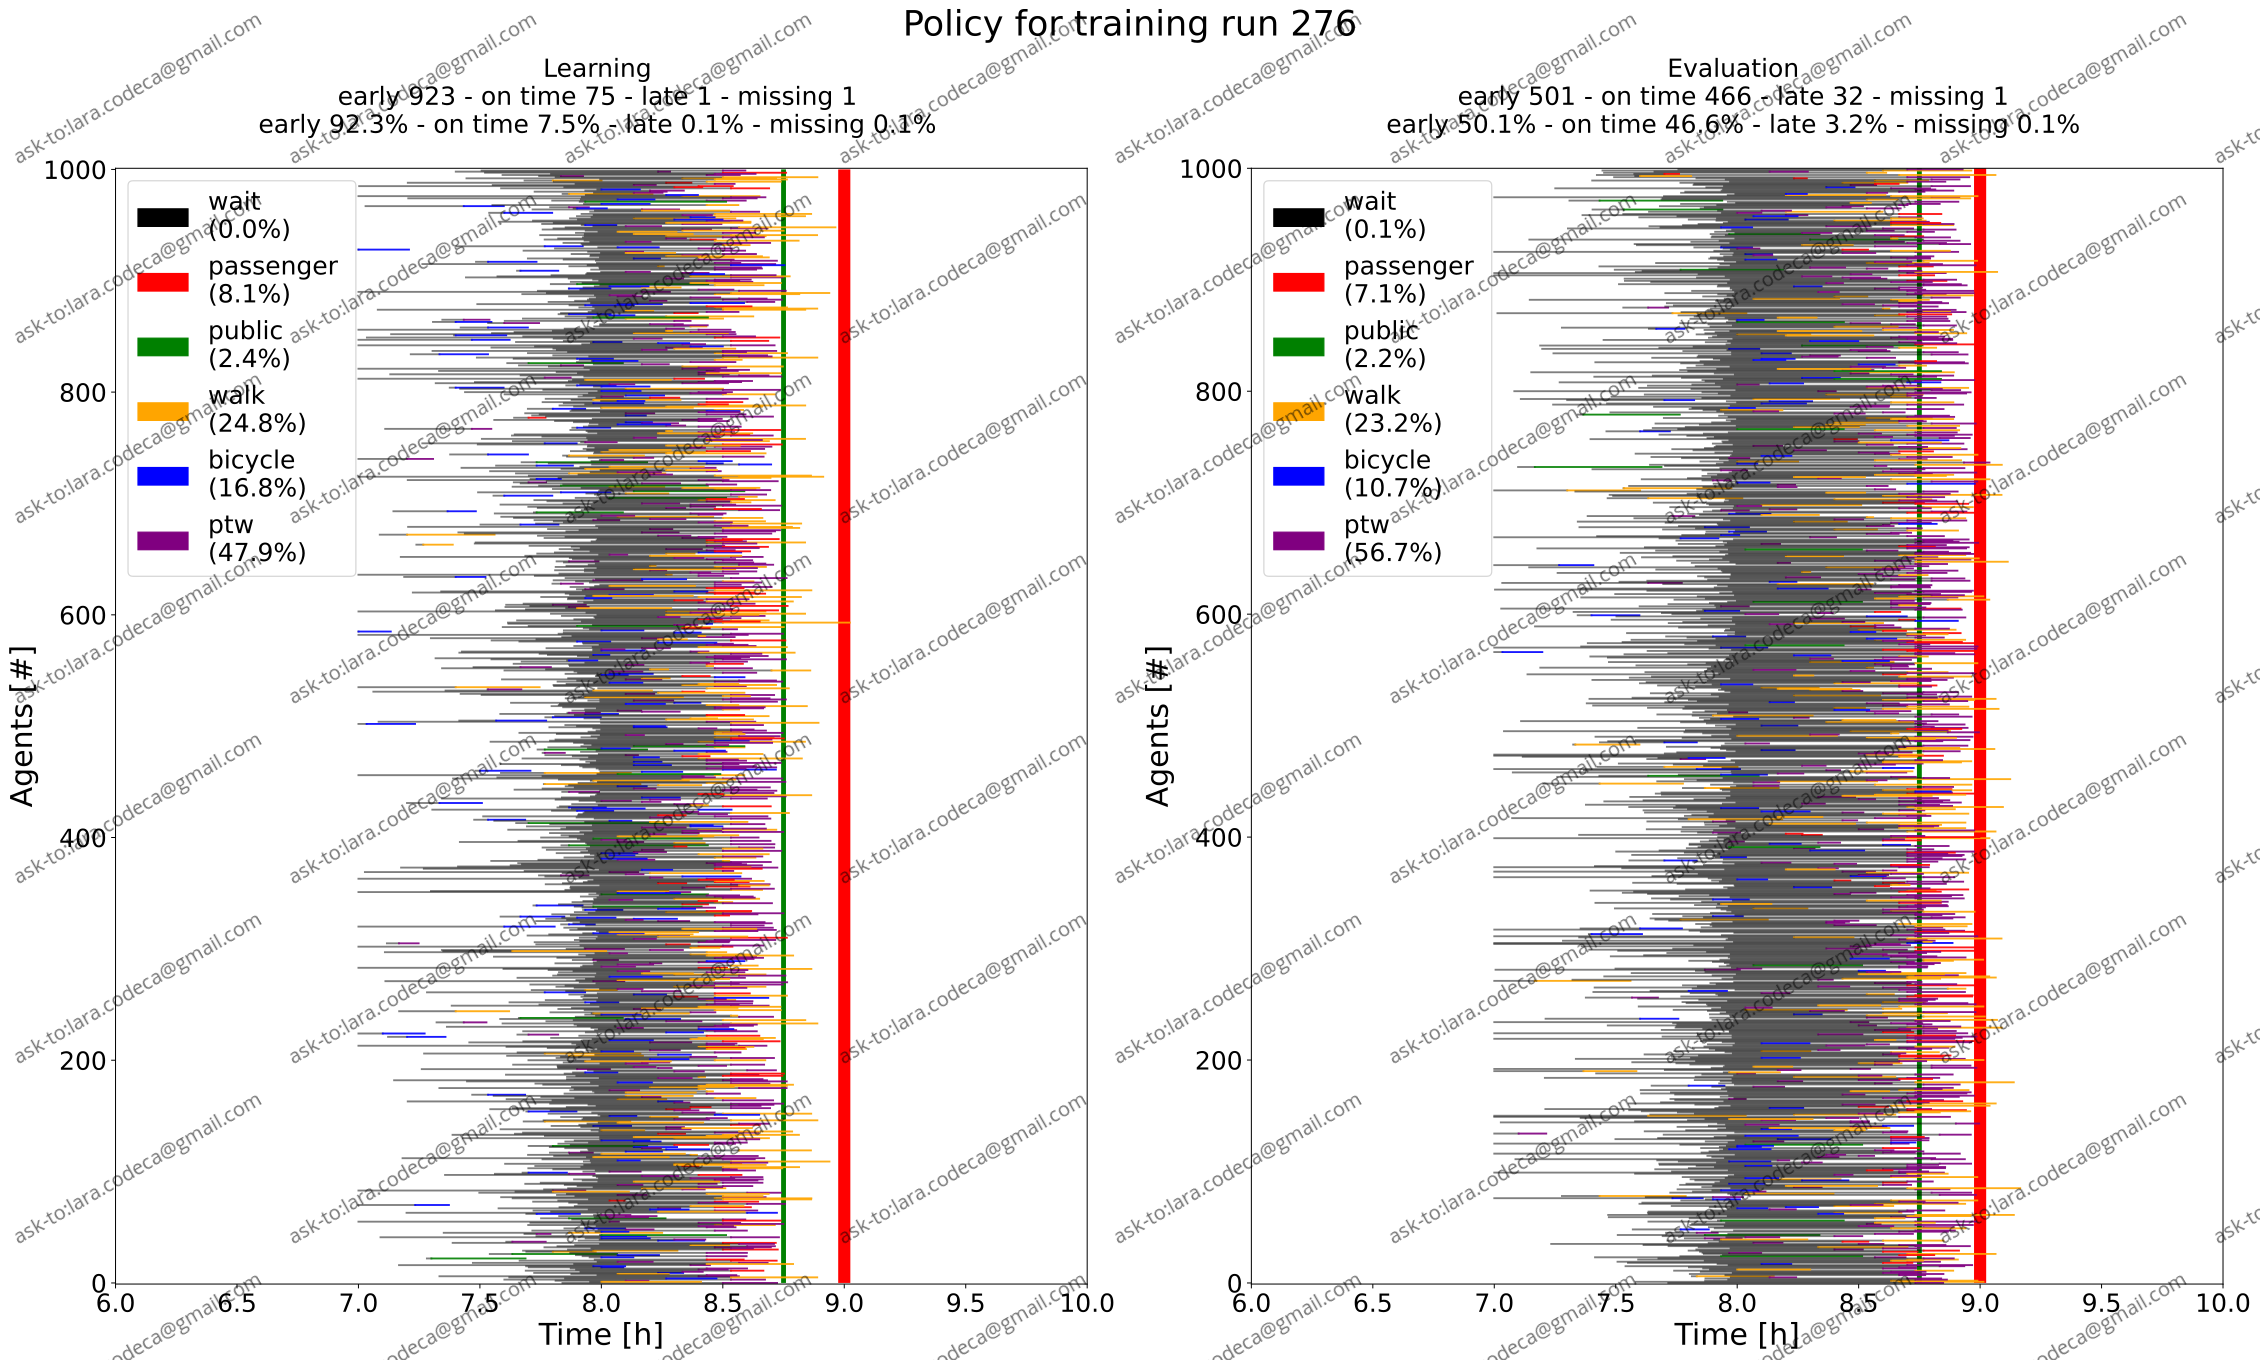 Policy for training run 276
Learning
early 923 - on time 75 - late 1 - missing 1
early 92.3% - on time 7.5% - late 0.1% - missing 0.1%
Agents [#]
1000
800
600
400
200
0
wait
(0.0%)
passenger
(8.1%)
public
(2.4%)
walk
(24.8%)
bicycle
(16.8%)
ptw
(47.9%)
6.0 6.5 7.0 7.5 8.0 8.5 9.0 9.5 10.0
Time [h]
Evaluation
early 501 - on time 466 - late 32 - missing 1
early 50.1% - on time 46.6% - late 3.2% - missing 0.1%
Agents [#]
1000
800
600
400
200
0
wait
(0.1%)
passenger
(7.1%)
public
(2.2%)
walk
(23.2%)
bicycle
(10.7%)
ptw
(56.7%)
6.0 6.5 7.0 7.5 8.0 8.5 9.0 9.5 10.0
Time [h]
ask-to:lara.codeca@gmail.com